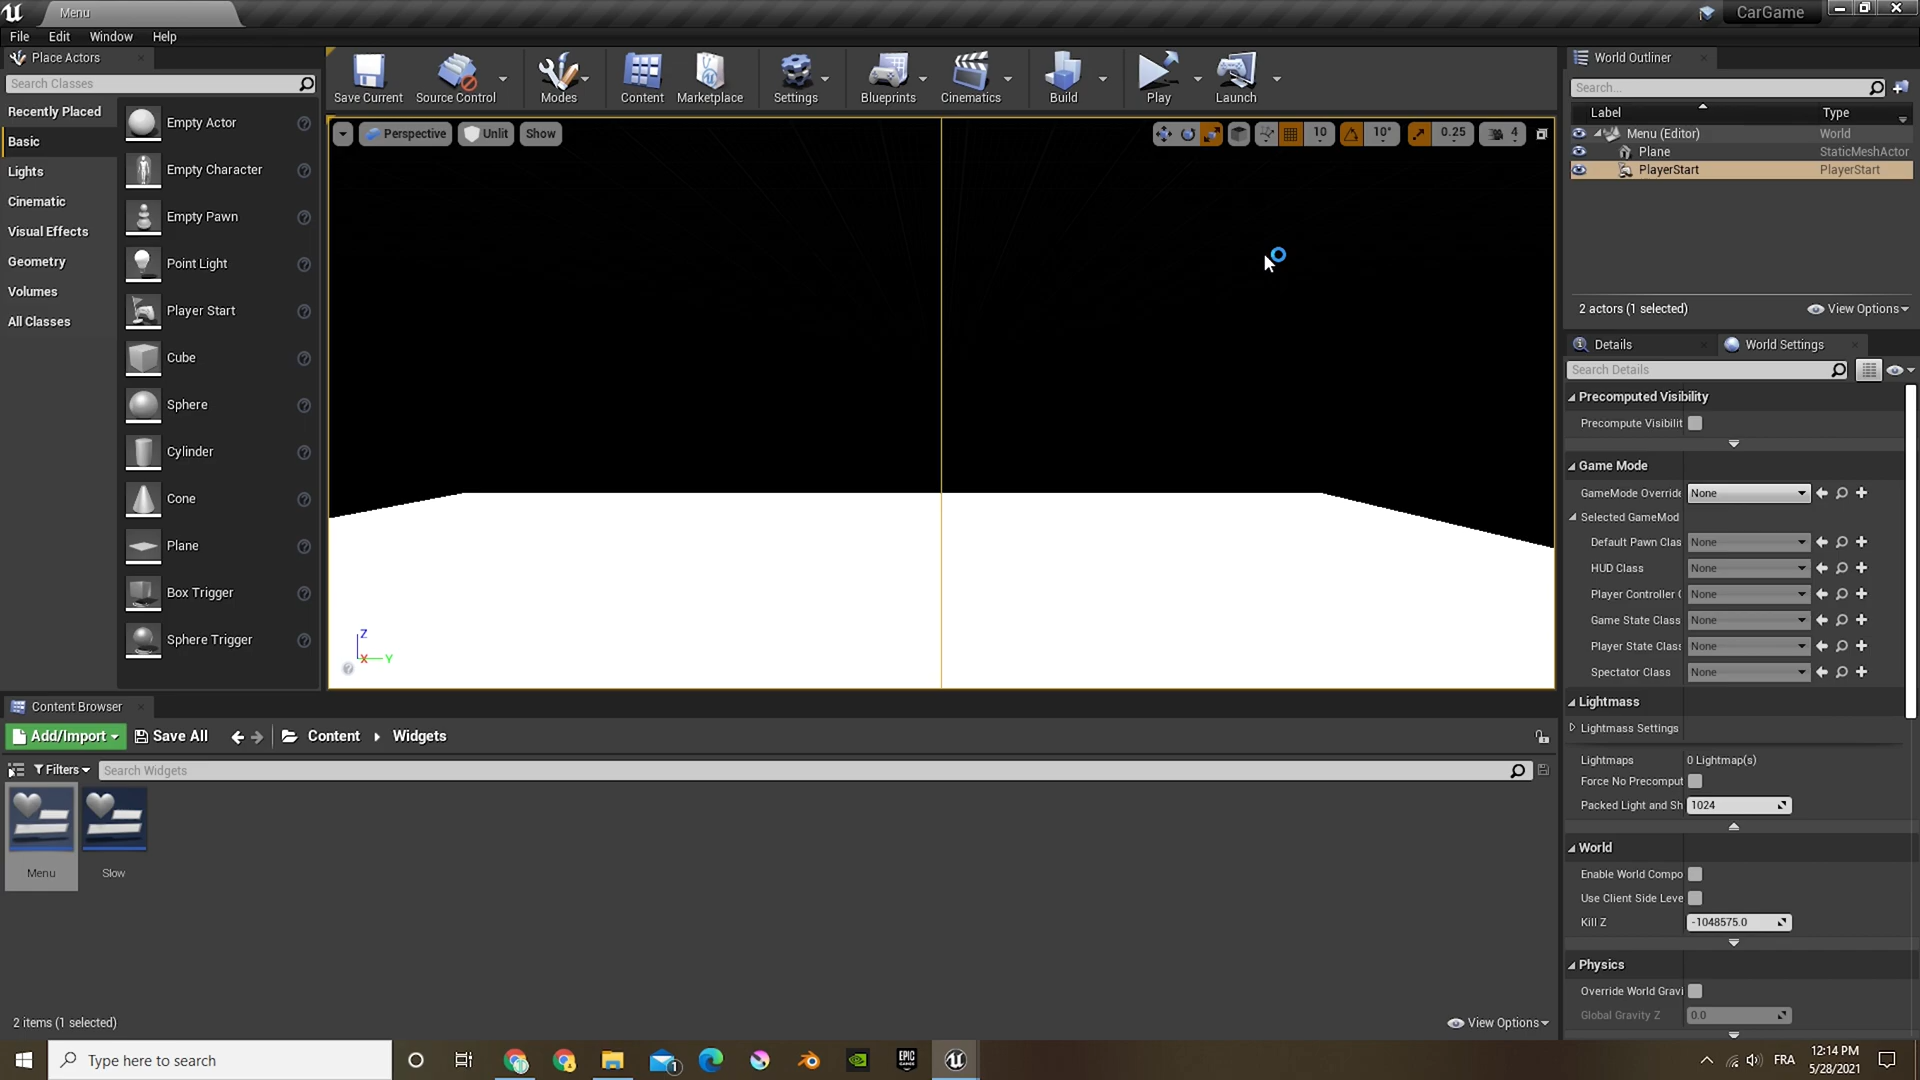 Menu
CarGame
File Edit Window Help
Place Actors
Search Classes
Recently Placed
Basic
Lights
Cinematic
Visual Effects
Geometry
Volumes
All Classes
Empty Actor
Empty Character
Empty Pawn
Point Light
Player Start
Cube
Sphere
Cylinder
Cone
Plane
Box Trigger
Sphere Trigger
Save Current Source Control Modes Content Marketplace Settings Blueprints Cinematics Build Play Launch
Perspective Unlit Show
10 10° 0.25 4
Z
X Y
World Outliner
Search...
Label Type
Menu (Editor) World
Plane StaticMeshActor
PlayerStart PlayerStart
2 actors (1 selected) View Options
Details World Settings
Search Details
Precomputed Visibility
Precompute Visibilit
Game Mode
GameMode Override None
Selected GameMod
Default Pawn Clas None
HUD Class None
Player Controller ( None
Game State Class None
Player State Class None
Spectator Class None
Lightmass
Lightmass Settings
Lightmaps 0 Lightmap(s)
Force No Precomput
Packed Light and Sh 1024
World
Enable World Compo
Use Client Side Leve
Kill Z -1048575.0
Physics
Override World Gravi
Global Gravity Z 0.0
Content Browser
Add/Import Save All Content Widgets
Filters Search Widgets
Menu Slow
2 items (1 selected) View Options
Type here to search
1
EPIC GAMES
FRA
12:14 PM
5/28/2021